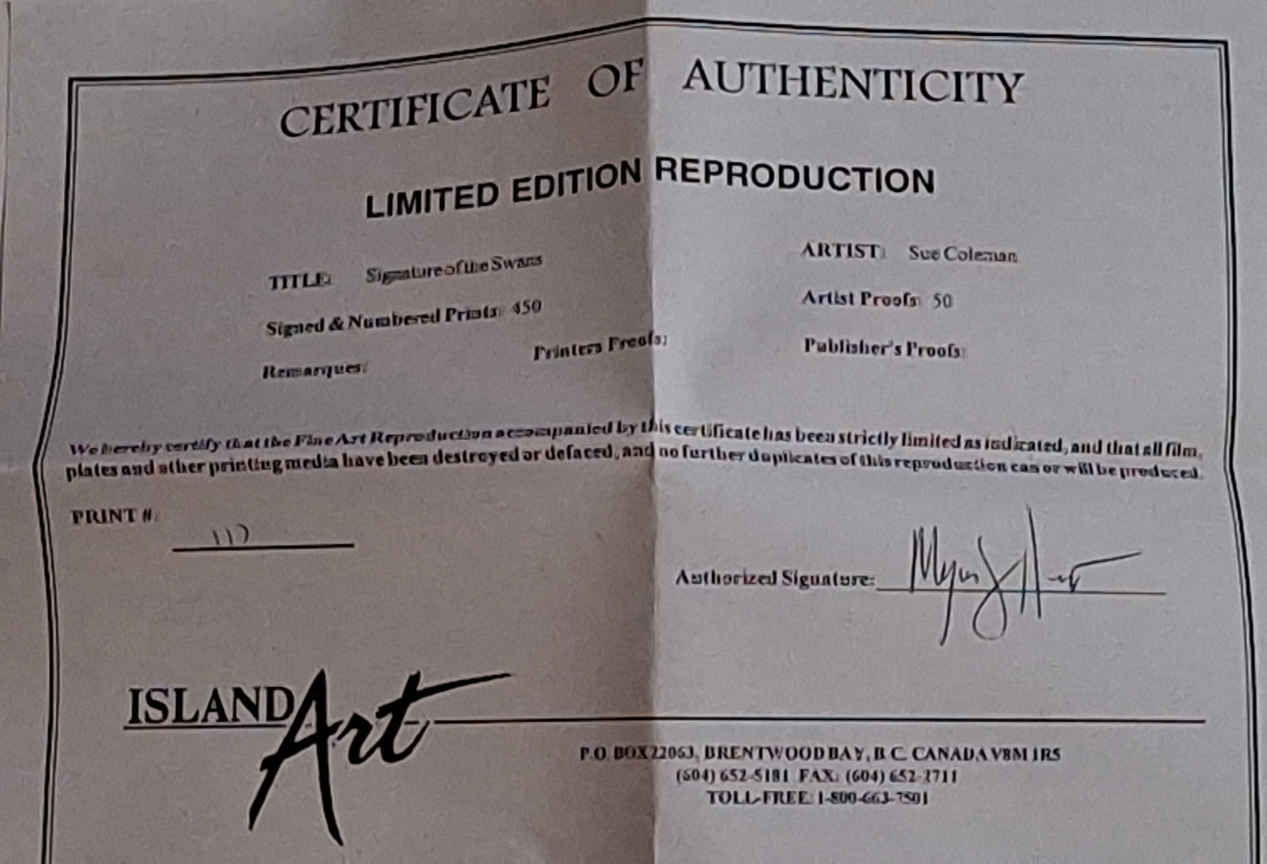 CERTIFICATE OF AUTHENTICITY
LIMITED EDITION REPRODUCTION
TITLE: Signature of the Swans
ARTIST: Sue Coleman
Signed & Numbered Prints: 450
Artist Proofs: 50
Remarques:
Printers Proofs:
Publisher's Proofs:
We hereby certify that the Fine Art Reproduction accompanied by this certificate has been strictly limited as indicated, and that all film,
plates and other printing media have been destroyed or defaced, and no further duplicates of this reproduction can or will be produced.
PRINT #:
Authorized Signature:
ISLAND Art
P.O. BOX 22063, BRENTWOOD BAY, B.C. CANADA V8M 1R5
(604) 652-5181 FAX: (604) 652-2711
TOLL-FREE: 1-800-663-7501